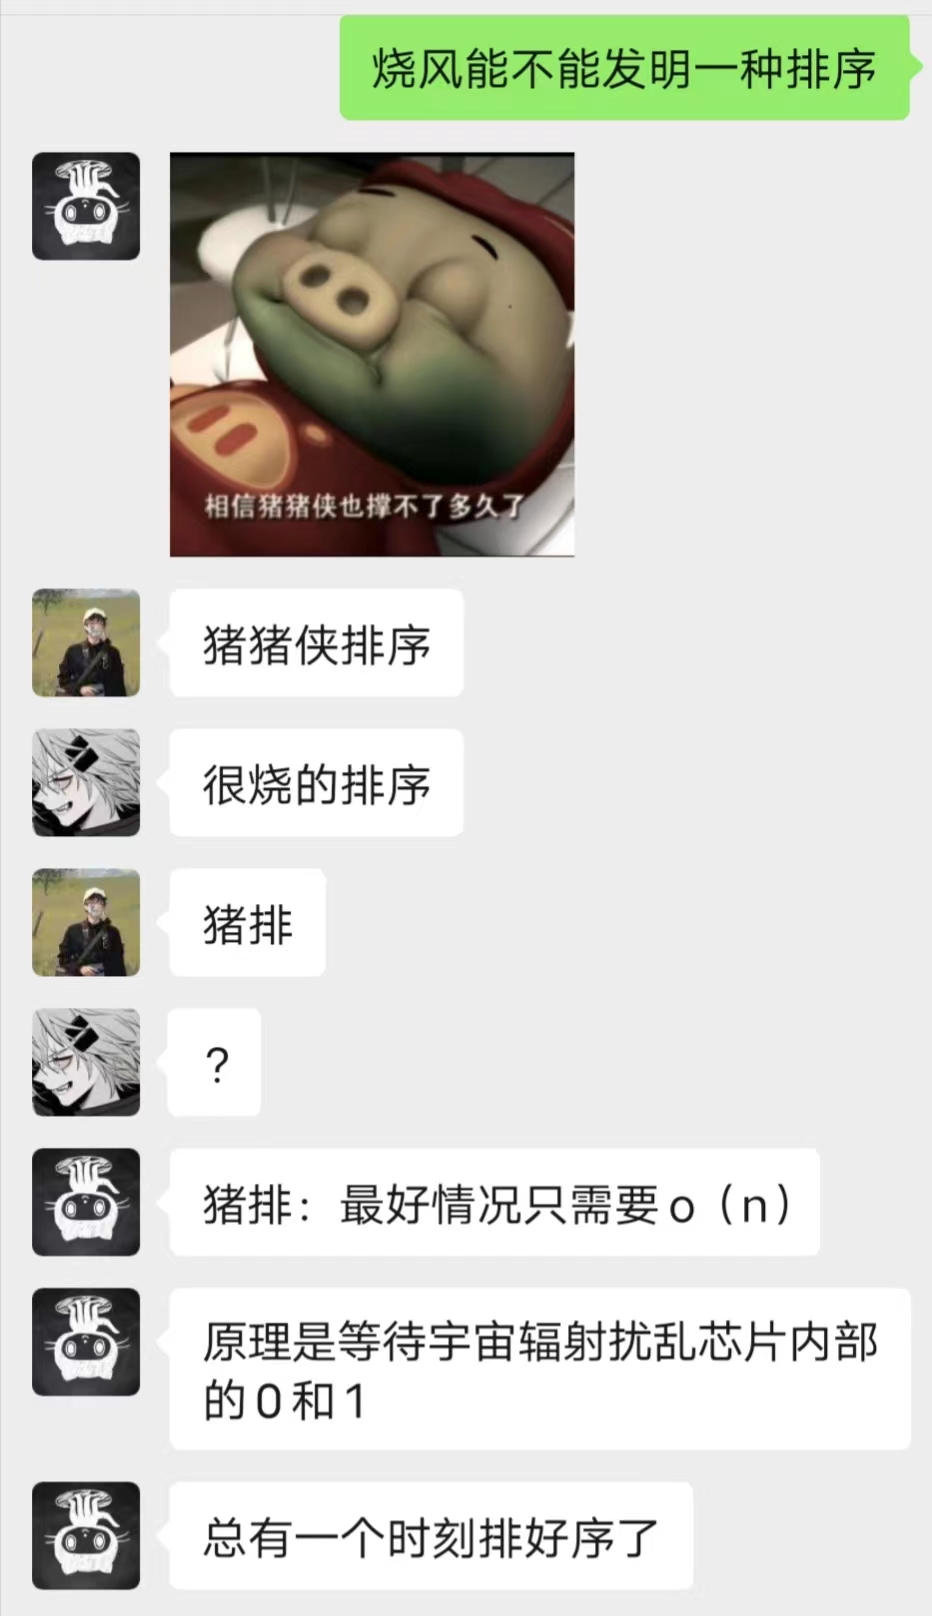 烧风能不能发明一种排序
相信猪猪侠也撑不了多久了
猪猪侠排序
很烧的排序
猪排
?
猪排：最好情况只需要o（n）
原理是等待宇宙辐射扰乱芯片内部
的0和1
总有一个时刻排好序了